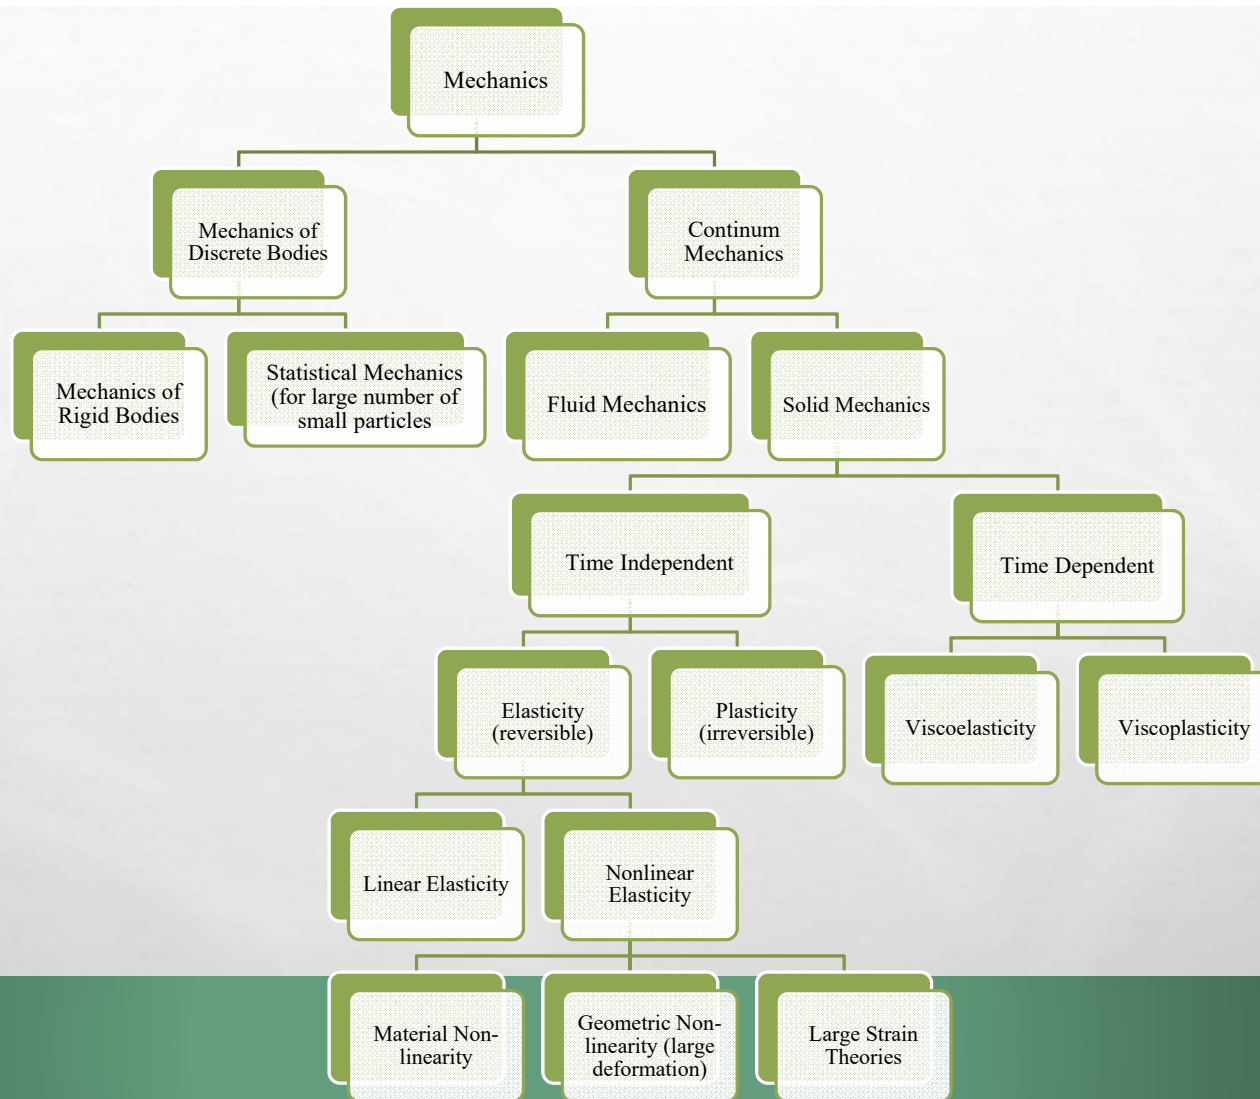 Mechanics
Mechanics of
Discrete Bodies
Continum
Mechanics
Mechanics of
Rigid Bodies
Statistical Mechanics
(for large number of
small particles
Fluid Mechanics
Solid Mechanics
Time Independent
Time Dependent
Elasticity
(reversible)
Plasticity
(irreversible)
Viscoelasticity
Viscoplasticity
Linear Elasticity
Nonlinear
Elasticity
Material Non-
linearity
Geometric Non-
linearity (large
deformation)
Large Strain
Theories